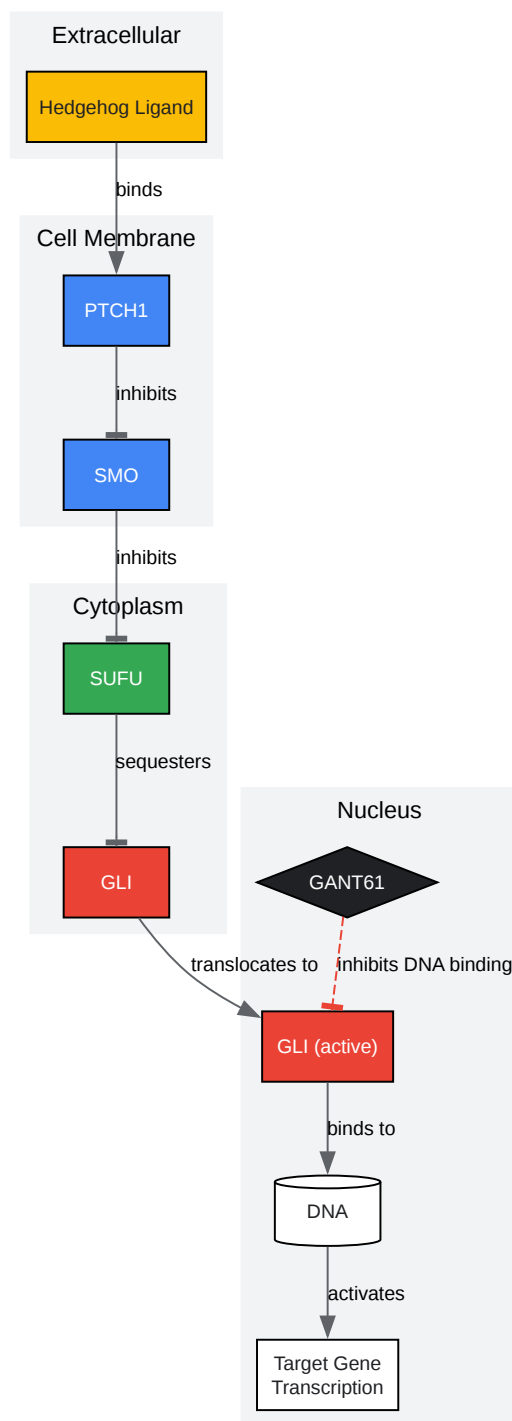 Extracellular
Hedgehog Ligand
binds
Cell Membrane
PTCH1
inhibits
SMO
inhibits
Cytoplasm
SUFU
sequesters
GLI
Nucleus
GANT61
translocates to
inhibits DNA binding
GLI (active)
binds to
DNA
activates
Target Gene
Transcription